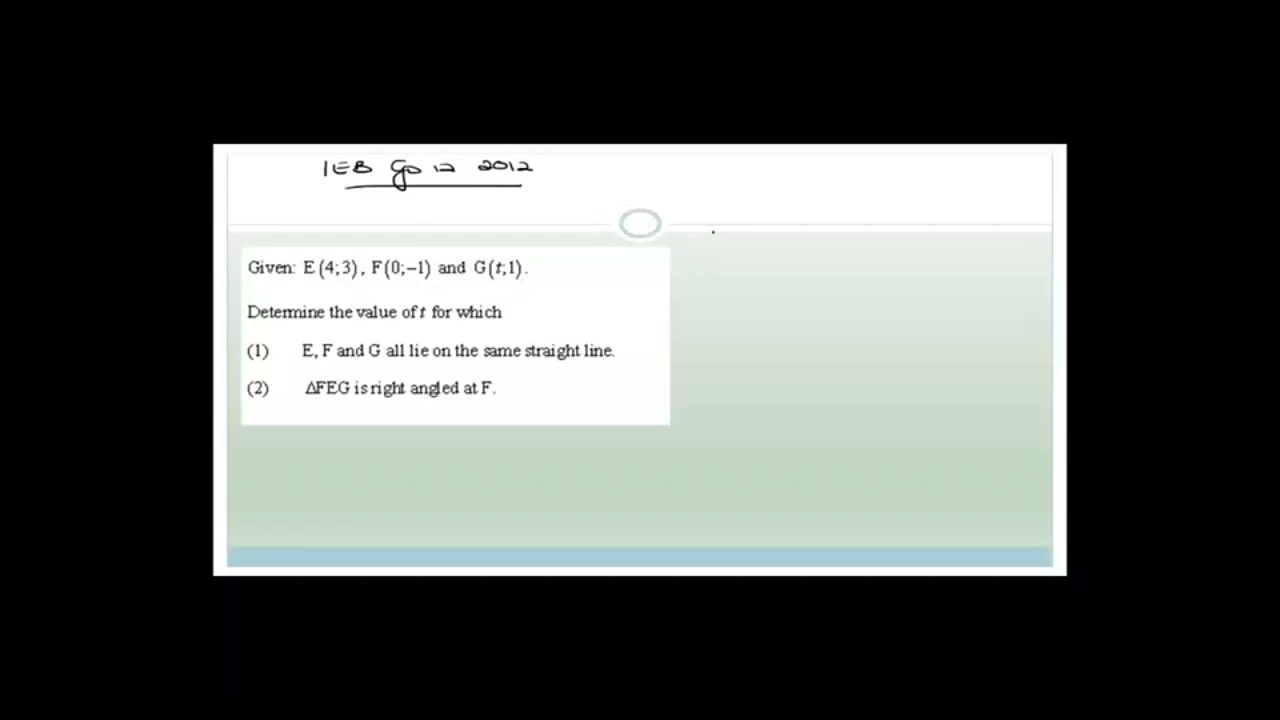 IEB Gr 12 2012
Given: E(4;3), F(0;−1) and G(t;1).
Determine the value of t for which
(1) E, F and G all lie on the same straight line.
(2) ΔFEG is right angled at F.